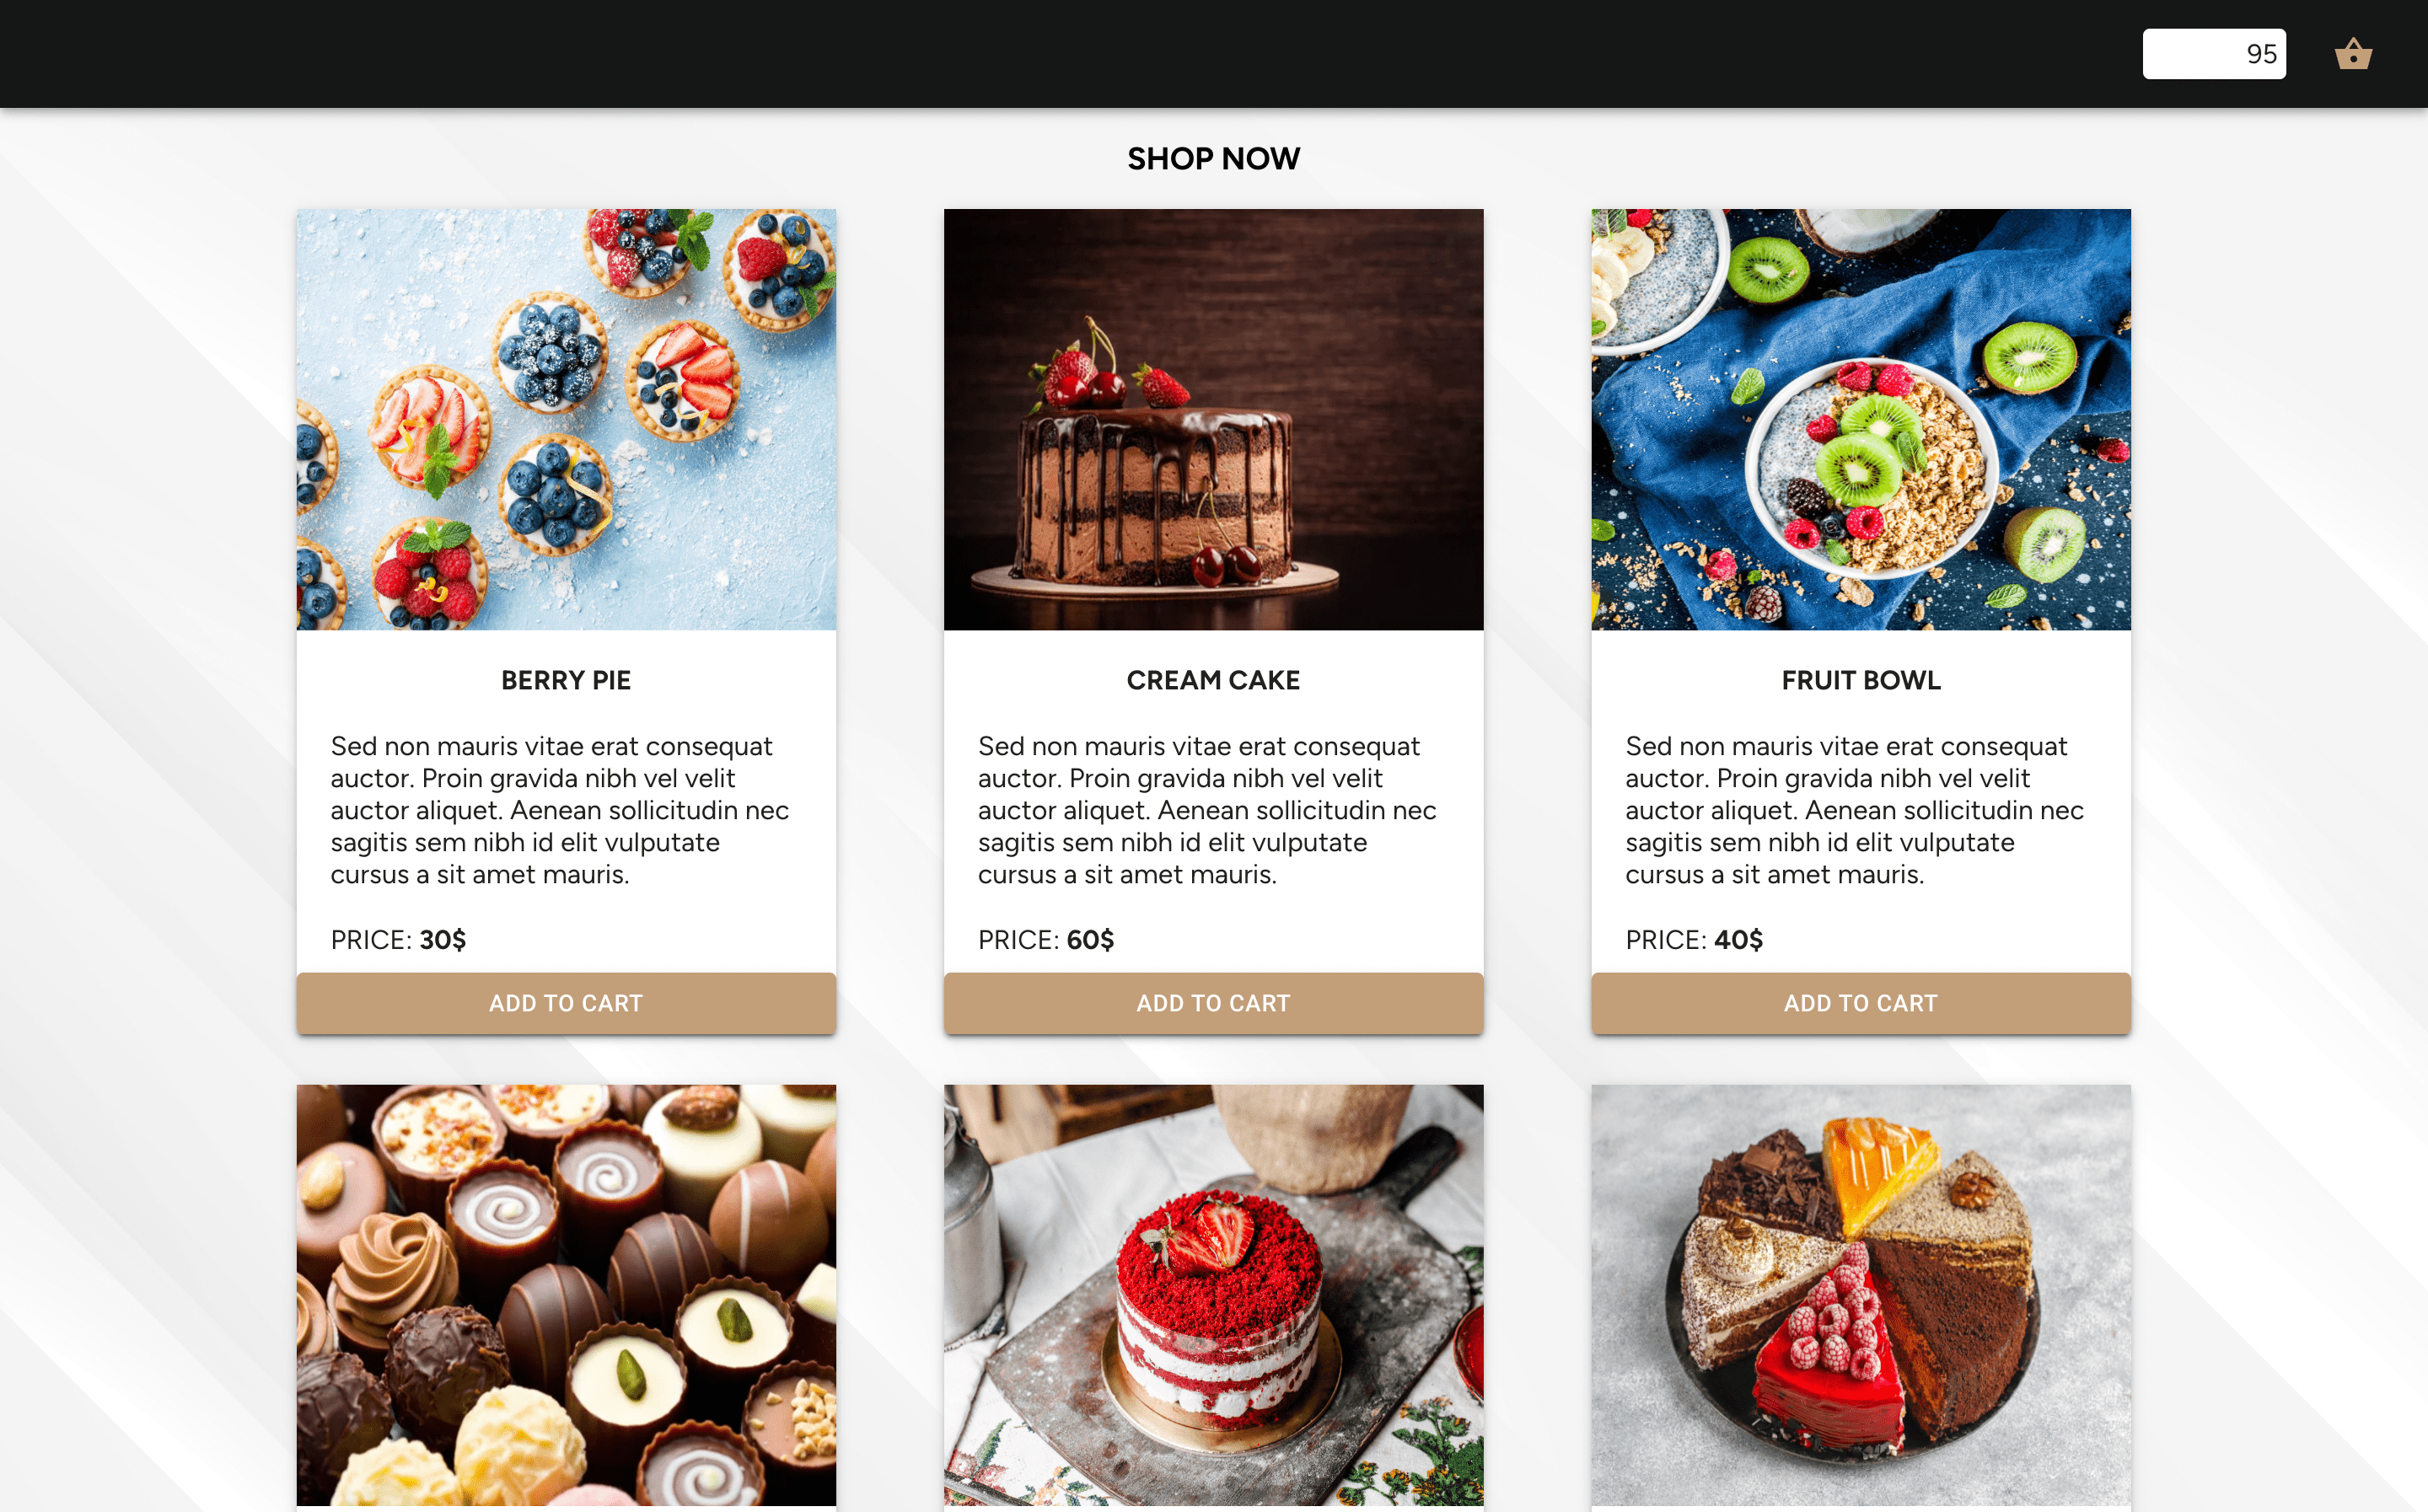 95
SHOP NOW
BERRY PIE
Sed non mauris vitae erat consequat
auctor. Proin gravida nibh vel velit
auctor aliquet. Aenean sollicitudin nec
sagitis sem nibh id elit vulputate
cursus a sit amet mauris.
PRICE: 30$
ADD TO CART
CREAM CAKE
Sed non mauris vitae erat consequat
auctor. Proin gravida nibh vel velit
auctor aliquet. Aenean sollicitudin nec
sagitis sem nibh id elit vulputate
cursus a sit amet mauris.
PRICE: 60$
ADD TO CART
FRUIT BOWL
Sed non mauris vitae erat consequat
auctor. Proin gravida nibh vel velit
auctor aliquet. Aenean sollicitudin nec
sagitis sem nibh id elit vulputate
cursus a sit amet mauris.
PRICE: 40$
ADD TO CART